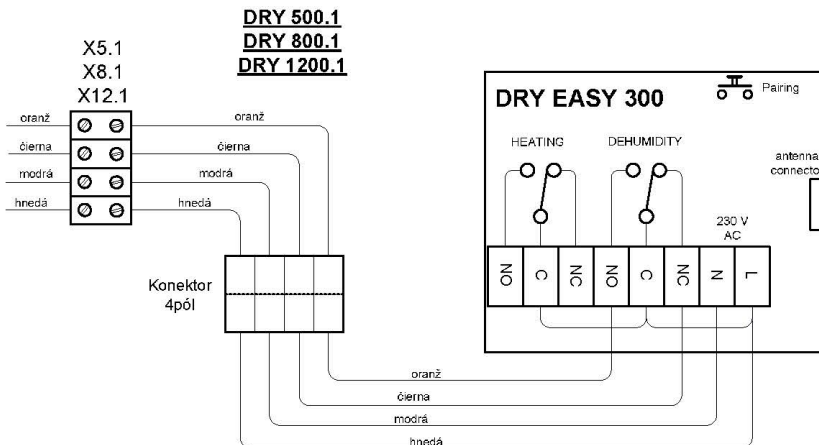 DRY 500.1
DRY 800.1
DRY 1200.1
X5.1
X8.1
X12.1
oranž
oranž
čierna
čierna
modrá
modrá
hnedá
hnedá
Konektor
4pól
DRY EASY 300
Pairing
HEATING
DEHUMIDITY
antenna
connecto
230 V
AC
NO
C
NC
NO
C
NC
N
L
oranž
čierna
modrá
hnedá